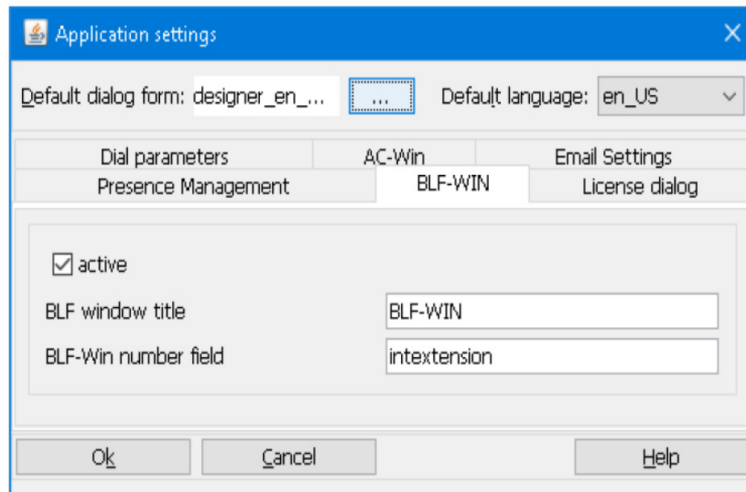 Application settings
Default dialog form: designer_en_... ... Default language: en_US
Dial parameters AC-Win Email Settings
Presence Management BLF-WIN License dialog
active
BLF window title BLF-WIN
BLF-Win number field intextension
Ok Cancel Help